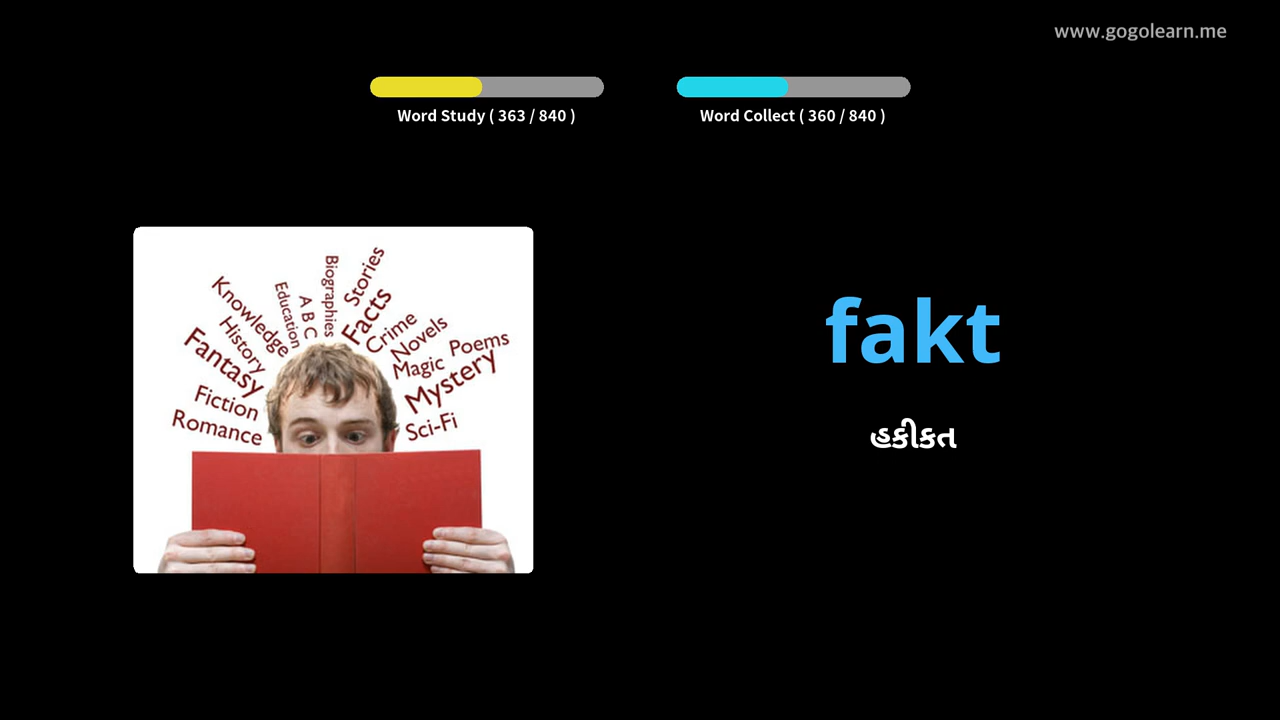 www.gogolearn.me
Word Study ( 363 / 840 )
Word Collect ( 360 / 840 )
Biographies
Stories
Education
A B C
Facts
Knowledge
Crime
History
Novels
Fantasy
Magic
Poems
Mystery
Fiction
Romance
Sci-Fi
fakt
હકીકત